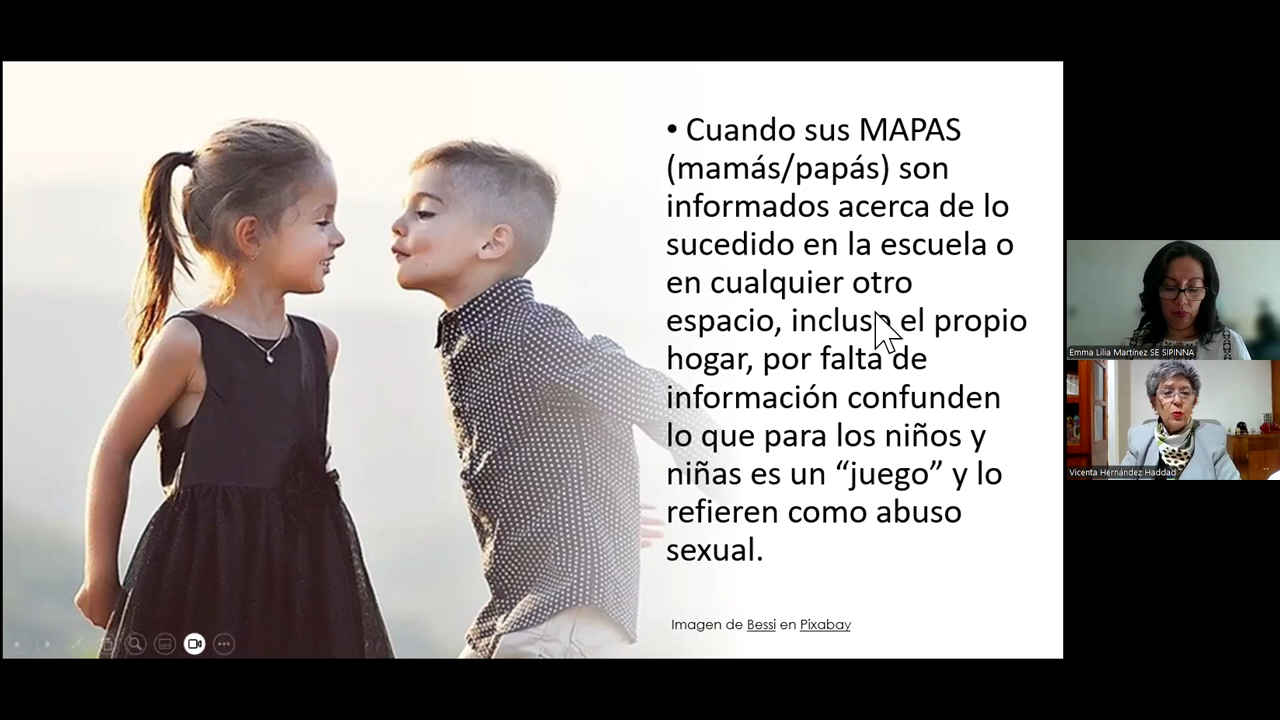 • Cuando sus MAPAS
(mamás/papás) son
informados acerca de lo
sucedido en la escuela o
en cualquier otro
espacio, incluso el propio
hogar, por falta de
información confunden
lo que para los niños y
niñas es un “juego” y lo
refieren como abuso
sexual.
Imagen de Bessi en Pixabay
Emma Lilia Martínez SE SIPINNA
Vicenta Hernández Haddad